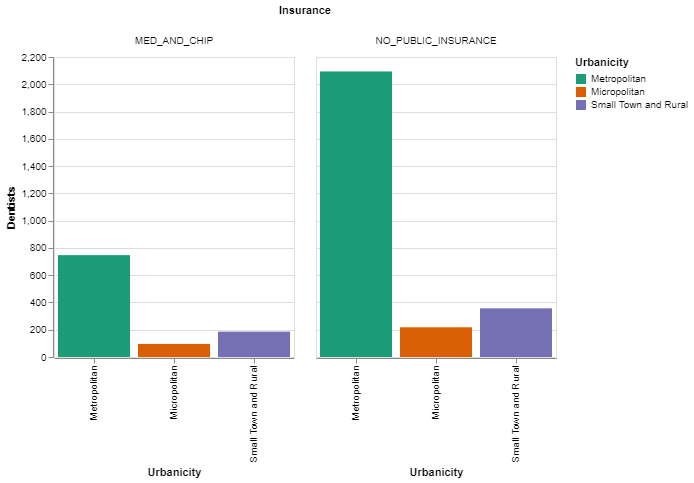 Insurance
MED_AND_CHIP
NO_PUBLIC_INSURANCE
Dentists
2,200
2,000
1,800
1,600
1,400
1,200
1,000
800
600
400
200
0
Metropolitan
Micropolitan
Small Town and Rural
Urbanicity
Metropolitan
Micropolitan
Small Town and Rural
Urbanicity
Urbanicity
Metropolitan
Micropolitan
Small Town and Rural